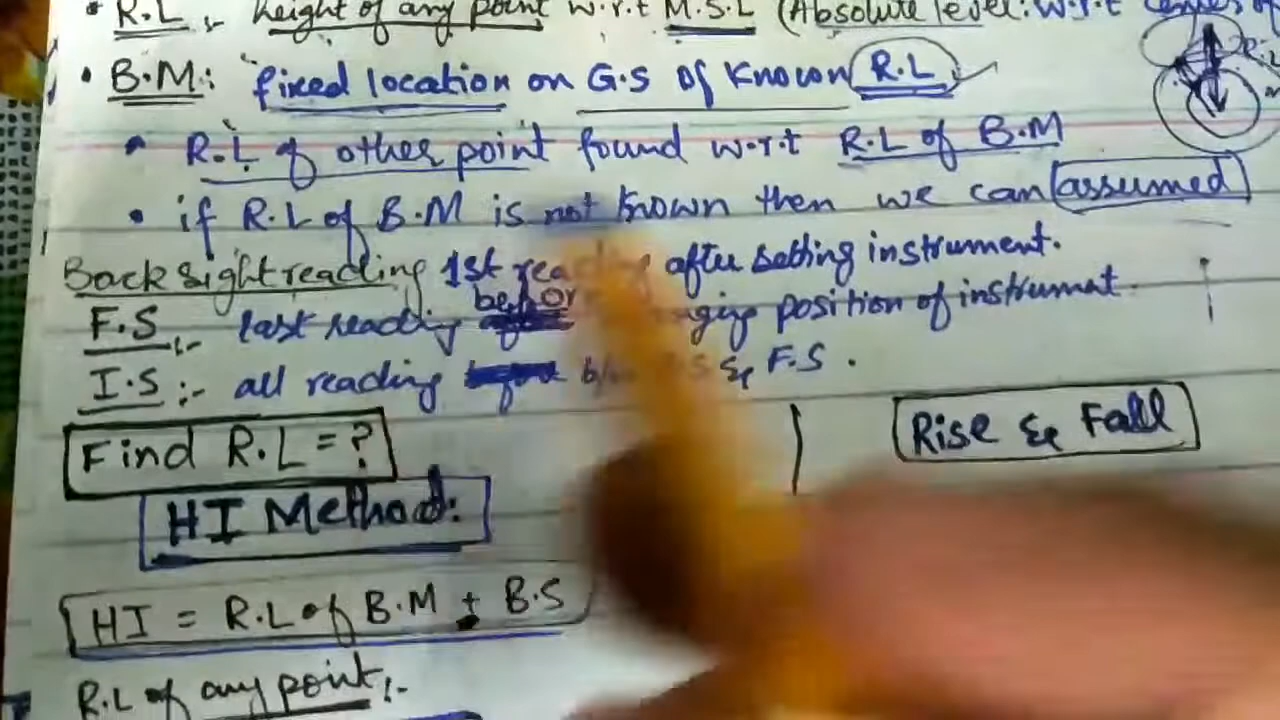 • R.L :- height of any point w.r.t M.S.L (Absolute level: w.r.t
• B.M: fixed location on G.S of Known R.L
• R.L of other point found w.r.t R.L of B.M
• if R.L of B.M is not known then we can assumed
Back sight reading 1st after setting instrument.
F.S :- last reading position of instrumat.
I.S :- all reading & F.S.
Find R.L = ?
Rise & Fall
HI Method:
HI = R.L of B.M + B.S
R.L of any point :-